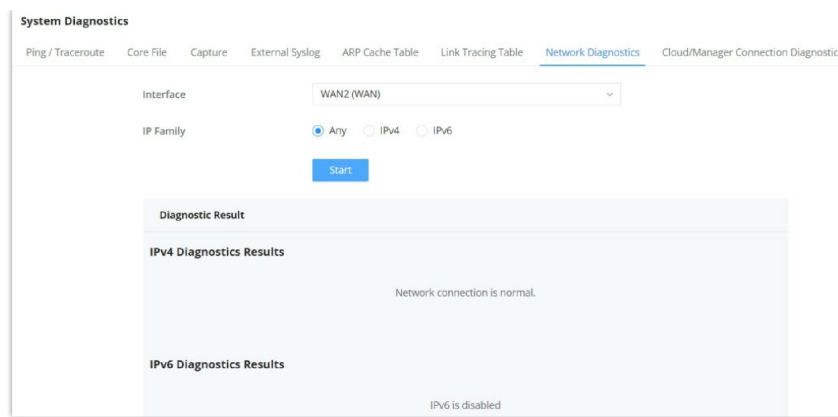 System Diagnostics
Ping / Traceroute Core File Capture External Syslog ARP Cache Table Link Tracing Table Network Diagnostics Cloud/Manager Connection Diagnostic
Interface WAN2 (WAN)
IP Family Any IPv4 IPv6
Start
Diagnostic Result
IPv4 Diagnostics Results
Network connection is normal.
IPv6 Diagnostics Results
IPv6 is disabled